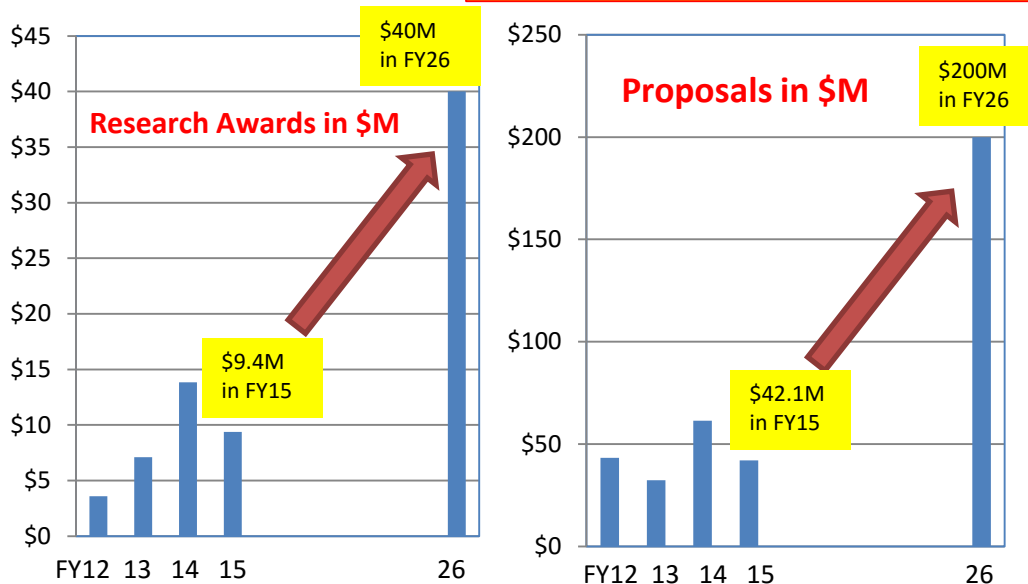 $45
$40
$35
$30
$25
$20
$15
$10
$5
$0
Research Awards in $M
$40M
in FY26
$9.4M
in FY15
FY12 13 14 15 26
$250
$200
$150
$100
$50
$0
Proposals in $M
$200M
in FY26
$42.1M
in FY15
FY12 13 14 15 26